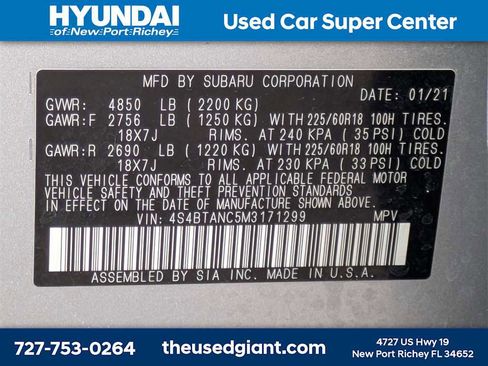 HYUNDAI
of New Port Richey
Used Car Super Center
MFD BY SUBARU CORPORATION
GVWR: 4850 LB (2200 KG) DATE: 01/21
GAWR:F 2756 LB (1250 KG) WITH 225/60R18 100H TIRES.
18X7J RIMS. AT 240 KPA (35 PSI) COLD
GAWR:R 2690 LB (1220 KG) WITH 225/60R18 100H TIRES.
18X7J RIMS. AT 230 KPA (33 PSI) COLD
THIS VEHICLE CONFORMS TO ALL APPLICABLE FEDERAL MOTOR
VEHICLE SAFETY AND THEFT PREVENTION STANDARDS IN
EFFECT ON THE DATE OF MANUFACTURE SHOWN ABOVE.
VIN: 4S4BTANC5M3171299 MPV
ASSEMBLED BY SIA INC. MADE IN U.S.A.
727-753-0264
theusedgiant.com
4727 US Hwy 19
New Port Richey FL 34652